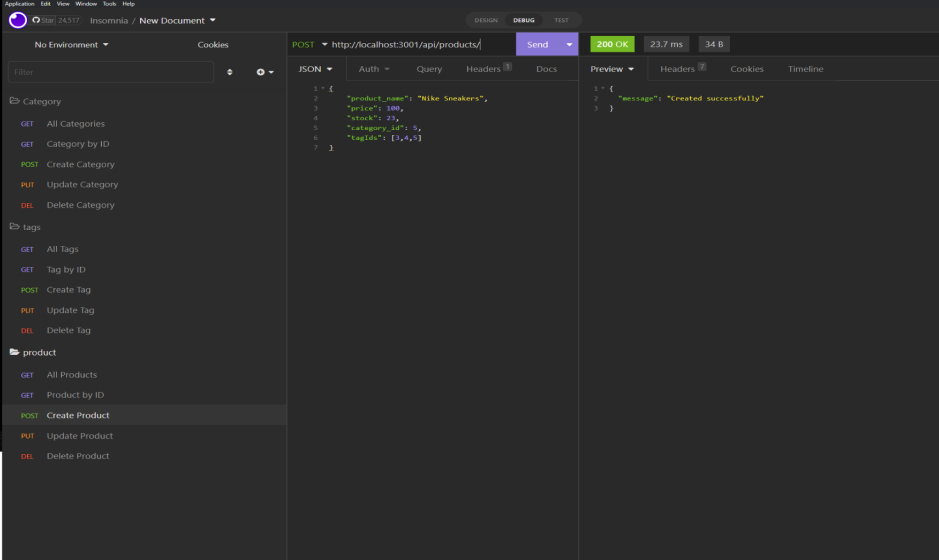 Application Edit View Window Tools Help
Star 24,517 Insomnia / New Document DESIGN DEBUG TEST
No Environment Cookies
POST http://localhost:3001/api/products/ Send
200 OK 23.7 ms 34 B
Filter
JSON Auth Query Headers 1 Docs
Preview Headers 7 Cookies Timeline
Category
GET All Categories
GET Category by ID
POST Create Category
PUT Update Category
DEL Delete Category
tags
GET All Tags
GET Tag by ID
POST Create Tag
PUT Update Tag
DEL Delete Tag
product
GET All Products
GET Product by ID
POST Create Product
PUT Update Product
DEL Delete Product
1 {
2 "product_name": "Nike Sneakers",
3 "price": 100,
4 "stock": 23,
5 "category_id": 5,
6 "tagIds": [3,4,5]
7 }
1 {
2 "message": "Created successfully"
3 }